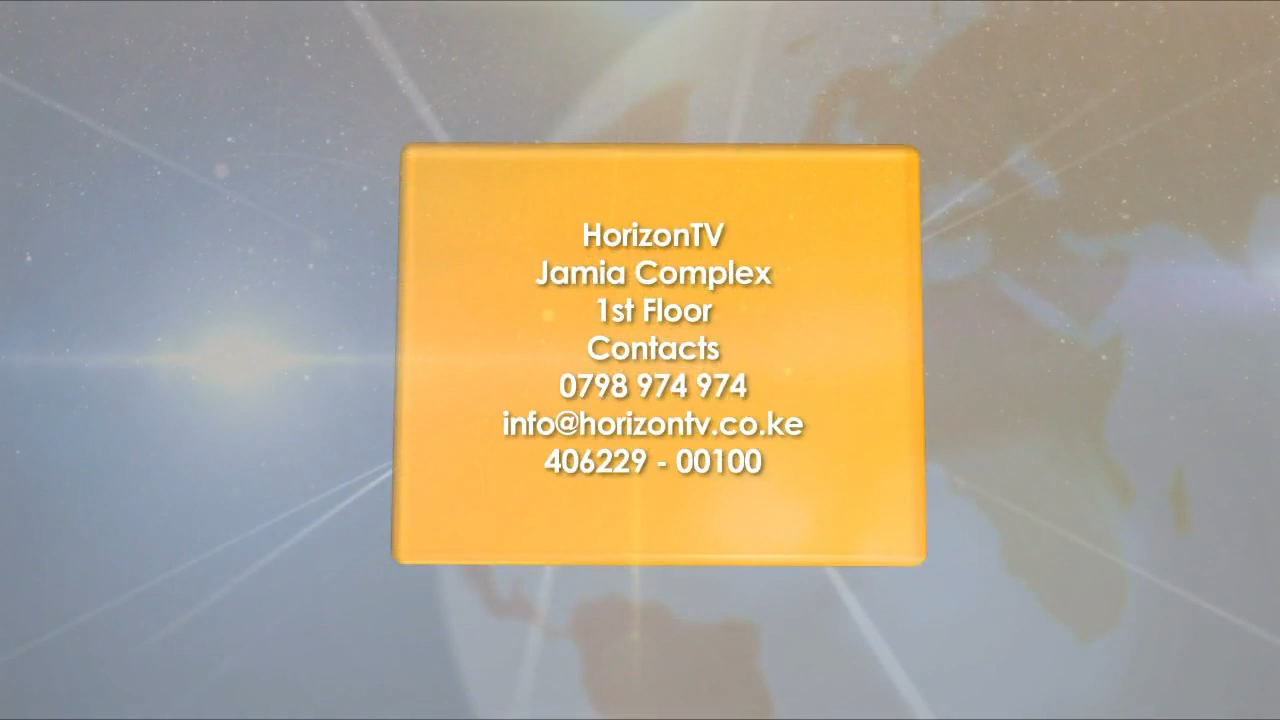 HorizonTV
Jamia Complex
1st Floor
Contacts
0798 974 974
info@horizontv.co.ke
406229 - 00100